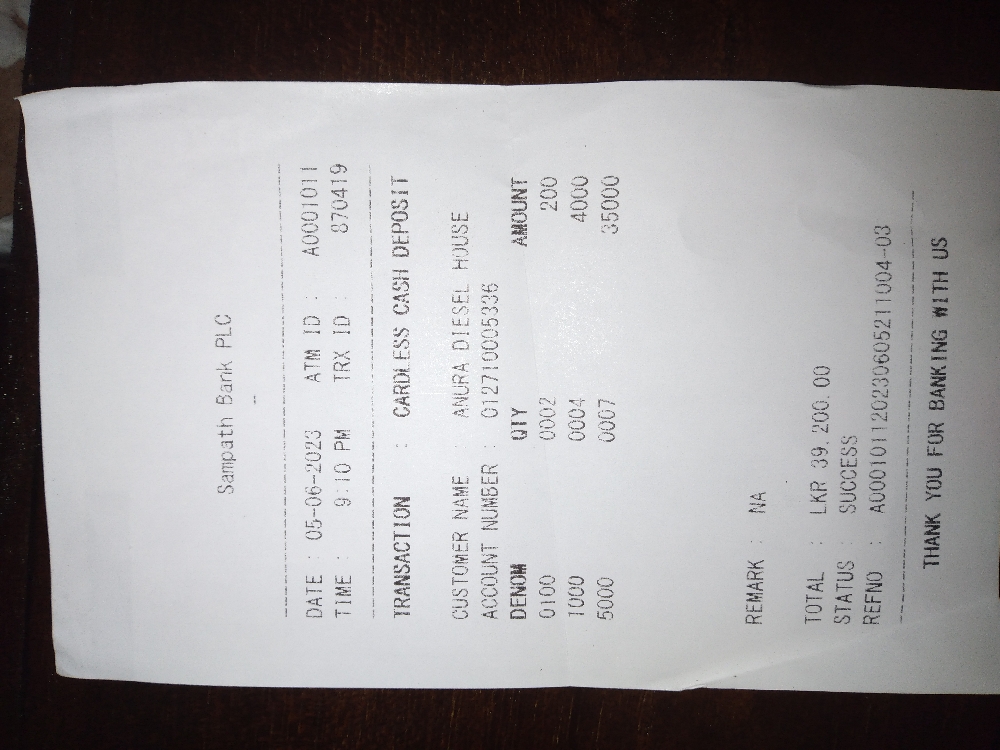 Sampath Bank PLC
--
DATE : 05-06-2023 ATM ID : A0001011
TIME : 9:10 PM TRX ID : 870419
TRANSACTION : CARDLESS CASH DEPOSIT
CUSTOMER NAME : ANURA DIESEL HOUSE
ACCOUNT NUMBER : 012710005336
DENOM QTY AMOUNT
0100 0002 200
1000 0004 4000
5000 0007 35000
REMARK : NA
TOTAL : LKR 39,200.00
STATUS : SUCCESS
REFNO : A000101120230605211004-03
THANK YOU FOR BANKING WITH US